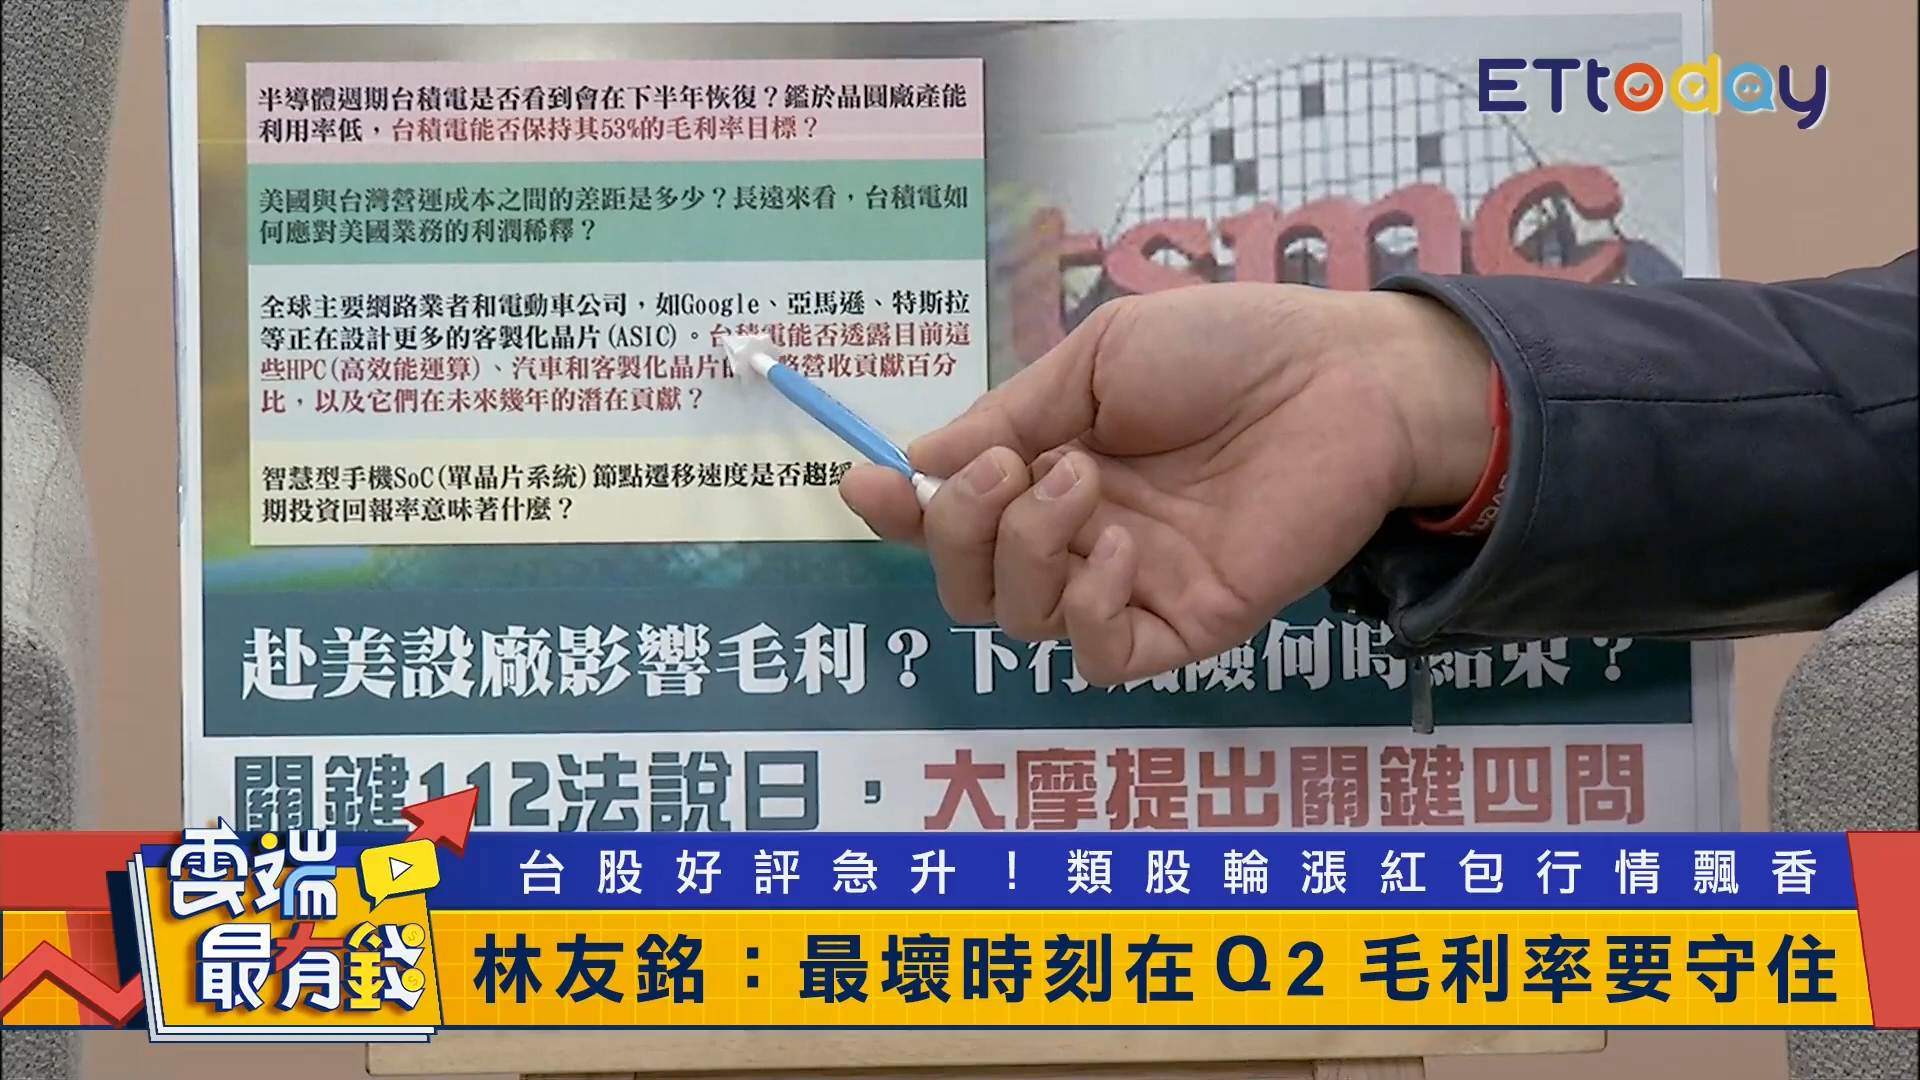 ETtoday
半導體週期台積電是否看到會在下半年恢復？鑑於晶圓廠產能
利用率低，台積電能否保持其53%的毛利率目標？
美國與台灣營運成本之間的差距是多少？長遠來看，台積電如
何應對美國業務的利潤稀釋？
全球主要網路業者和電動車公司，如Google、亞馬遜、特斯拉
等正在設計更多的客製化晶片(ASIC)。台積電能否透露目前這
些HPC(高效能運算)、汽車和客製化晶片 營收貢獻百分
比，以及它們在未來幾年的潛在貢獻？
智慧型手機SoC(單晶片系統)節點遷移速度是否趨緩
期投資回報率意味著什麼？
tsmc
赴美設廠影響毛利？下行風險何時結束？
關鍵112法說日，大摩提出關鍵四問
雲端
最有錢
台股好評急升！類股輪漲紅包行情飄香
林友銘：最壞時刻在Q2 毛利率要守住